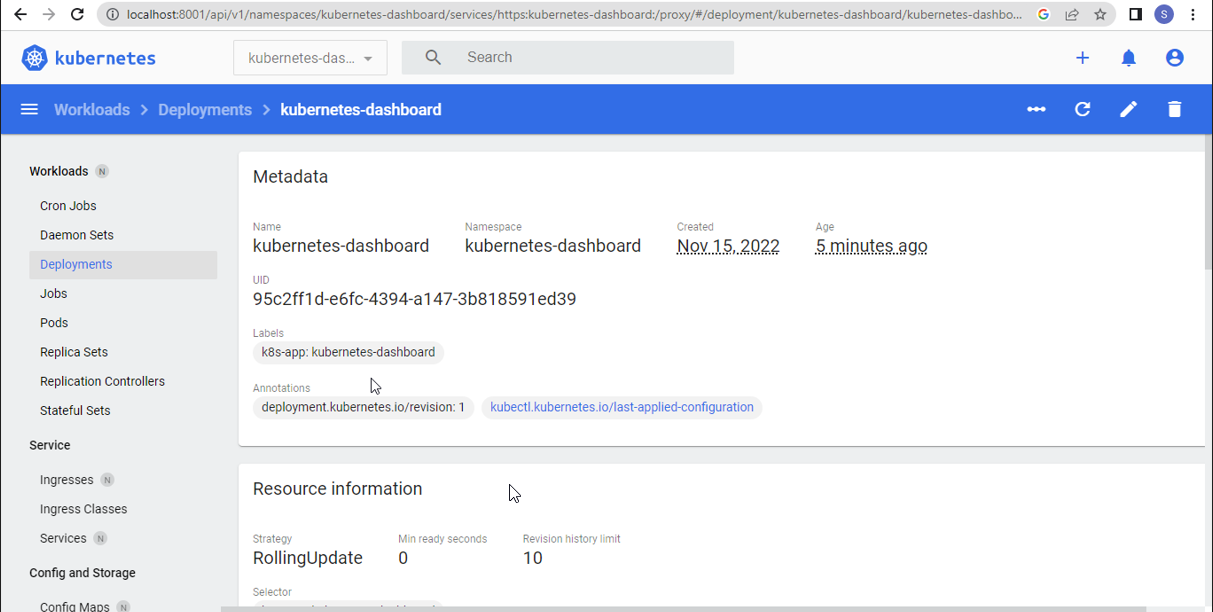 localhost:8001/api/v1/namespaces/kubernetes-dashboard/services/https:kubernetes-dashboard:/proxy/#/deployment/kubernetes-dashboard/kubernetes-dashbo...
G
S
kubernetes
kubernetes-das...
Search
Workloads > Deployments > kubernetes-dashboard
Workloads N
Cron Jobs
Daemon Sets
Deployments
Jobs
Pods
Replica Sets
Replication Controllers
Stateful Sets
Service
Ingresses N
Ingress Classes
Services N
Config and Storage
Config Maps N
Metadata
Name Namespace Created Age
kubernetes-dashboard kubernetes-dashboard Nov 15, 2022 5 minutes ago
UID
95c2ff1d-e6fc-4394-a147-3b818591ed39
Labels
k8s-app: kubernetes-dashboard
Annotations
deployment.kubernetes.io/revision: 1 kubectl.kubernetes.io/last-applied-configuration
Resource information
Strategy Min ready seconds Revision history limit
RollingUpdate 0 10
Selector